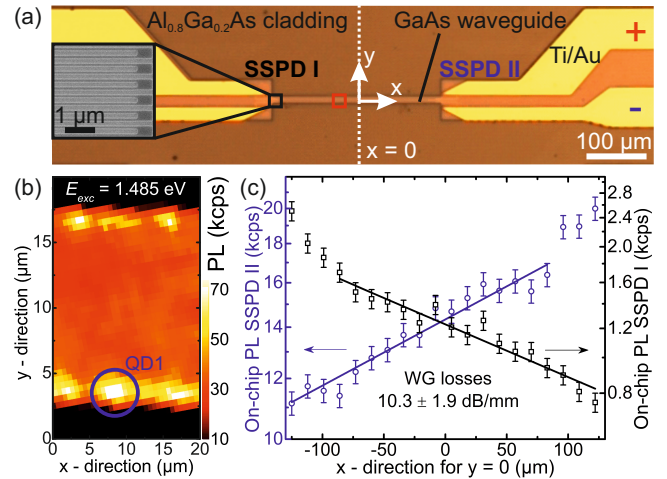 (a)
Al0.8Ga0.2As cladding
GaAs waveguide
+
y
Ti/Au
SSPD I
SSPD II
x
-
1 µm
x = 0
100 µm
(b)
Eexc = 1.485 eV
PL (kcps)
70
50
30
10
15
10
5
0
y - direction (µm)
QD1
0 5 10 15 20
x - direction (µm)
(c)
On-chip PL SSPD II (kcps)
20
17
14
12
11
10
On-chip PL SSPD I (kcps)
2.8
2.4
2.0
1.6
1.2
0.8
WG losses
10.3 ± 1.9 dB/mm
-100 -50 0 50 100
x - direction for y = 0 (µm)